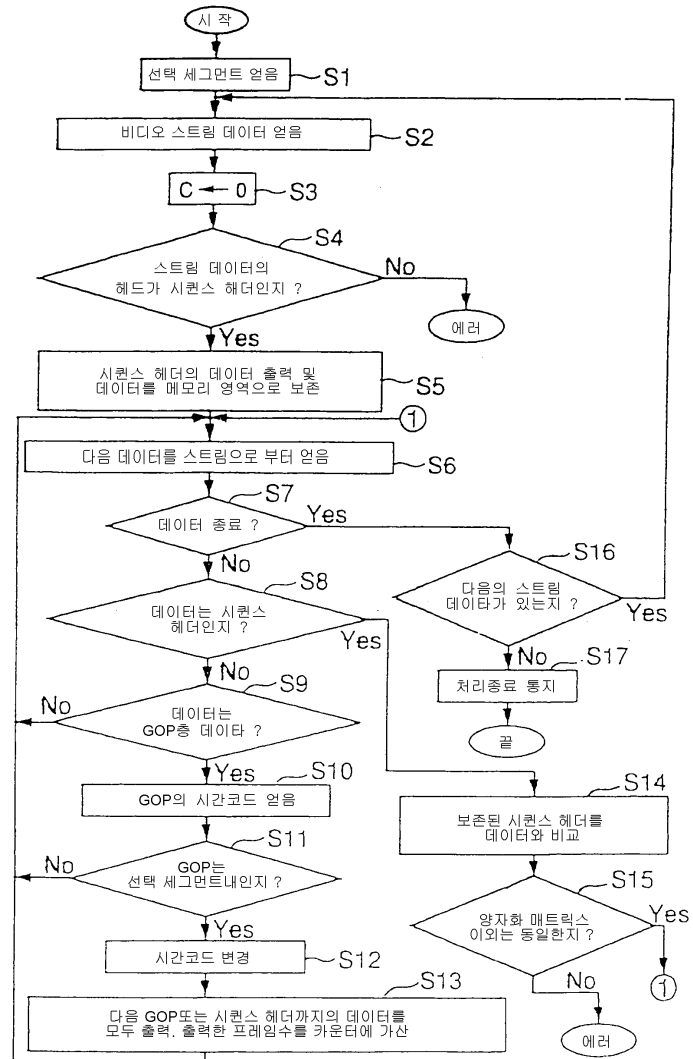 시 작
선택 세그먼트 얻음
S1
비디오 스트림 데이터 얻음
S2
C ← 0
S3
S4
스트림 데이터의
헤드가 시퀀스 해더인지 ?
No
에러
Yes
시퀀스 헤더의 데이터 출력 및
데이터를 메모리 영역으로 보존
S5
①
다음 데이터를 스트림으로 부터 얻음
S6
S7
데이터 종료 ?
Yes
No
S16
다음의 스트림
데이타가 있는지 ?
Yes
No
S17
처리종료 통지
끝
S8
데이터는 시퀀스
헤더인지 ?
Yes
No
S9
데이터는
GOP층 데이타 ?
No
Yes
S10
GOP의 시간코드 얻음
S11
GOP는
선택 세그먼트내인지 ?
No
Yes
시간코드 변경
S12
S13
다음 GOP또는 시퀀스 헤더까지의 데이터를
모두 출력. 출력한 프레임수를 카운터에 가산
S14
보존된 시퀀스 헤더를
데이터와 비교
S15
양자화 매트릭스
이외는 동일한지 ?
Yes
①
No
에러